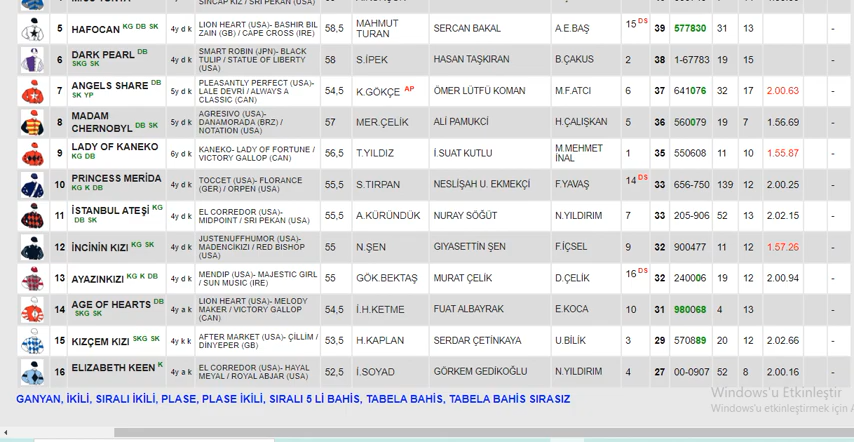 SINCAP KIZ / SRI PEKAN (USA)
5 HAFOCAN KG DB SK 4y d k LION HEART (USA)- BASHIR BIL ZAIN (GB) / CAPE CROSS (IRE) 58,5 MAHMUT TURAN SERCAN BAKAL A.E.BAŞ 15 DS 39 577830 31 13 -
6 DARK PEARL DB SKG SK 4y d k SMART ROBIN (JPN)- BLACK TULIP / STATUE OF LIBERTY (USA) 58 S.İPEK HASAN TAŞKIRAN B.ÇAKUS 2 38 1-67783 19 15 -
7 ANGELS SHARE DB SK YP 5y d k PLEASANTLY PERFECT (USA)- LALE DEVRİ / ALWAYS A CLASSIC (CAN) 54,5 K.GÖKÇE AP ÖMER LÜTFÜ KOMAN M.F.ATCI 6 37 641076 32 17 2.00.63 -
8 MADAM CHERNOBYL DB SK 5y d k AGRESIVO (USA)- DANAMORADA (BRZ) / NOTATION (USA) 57 MER.ÇELİK ALİ PAMUKCİ H.ÇALIŞKAN 5 36 560079 19 7 1.56.69 -
9 LADY OF KANEKO KG DB 6y d k KANEKO- LADY OF FORTUNE / VICTORY GALLOP (CAN) 56,5 T.YILDIZ İ.SUAT KUTLU M.MEHMET İNAL 1 35 550608 11 10 1.55.87 -
10 PRINCESS MERİDA KG K DB 4y d k TOCCET (USA)- FLORANCE (GER) / ORPEN (USA) 55,5 S.TIRPAN NESLİŞAH U. EKMEKÇİ F.YAVAŞ 14 DS 33 656-750 139 12 2.00.25 -
11 İSTANBUL ATEŞİ KG DB SK 4y d k EL CORREDOR (USA)- MIDPOINT / SRI PEKAN (USA) 55,5 A.KÜRÜNDÜK NURAY SÖĞÜT N.YILDIRIM 7 33 205-906 52 13 2.02.15 -
12 İNCİNİN KIZI KG SK 4y d k JUSTENUFFHUMOR (USA)- MADENCİKIZI / RED BISHOP (USA) 55 N.ŞEN GIYASETTİN ŞEN F.İÇSEL 9 32 900477 11 12 1.57.26 -
13 AYAZINKIZI KG K DB 4y d k MENDIP (USA)- MAJESTIC GIRL / SUN MUSIC (IRE) 55 GÖK.BEKTAŞ MURAT ÇELİK D.ÇELİK 16 DS 32 240006 19 12 2.00.94 -
14 AGE OF HEARTS DB SKG SK 4y a k LION HEART (USA)- MELODY MAKER / VICTORY GALLOP (CAN) 54,5 İ.H.KETME FUAT ALBAYRAK E.KOCA 10 31 980068 4 13 -
15 KIZÇEM KIZI SKG SK 4y k k AFTER MARKET (USA)- ÇİLLİM / DİNYEPER (GB) 53,5 H.KAPLAN SERDAR ÇETİNKAYA U.BİLİK 3 29 570889 20 12 2.02.66 -
16 ELIZABETH KEEN K 4y a k EL CORREDOR (USA)- HAYAL MEYAL / ROYAL ABJAR (USA) 52,5 İ.SOYAD GÖRKEM GEDİKOĞLU N.YILDIRIM 4 27 00-0907 52 8 2.00.16 -
GANYAN, İKİLİ, SIRALI İKİLİ, PLASE, PLASE İKİLİ, SIRALI 5 Lİ BAHİS, TABELA BAHİS, TABELA BAHİS SIRASIZ
Windows'u Etkinleştir
Windows'u etkinleştirmek için